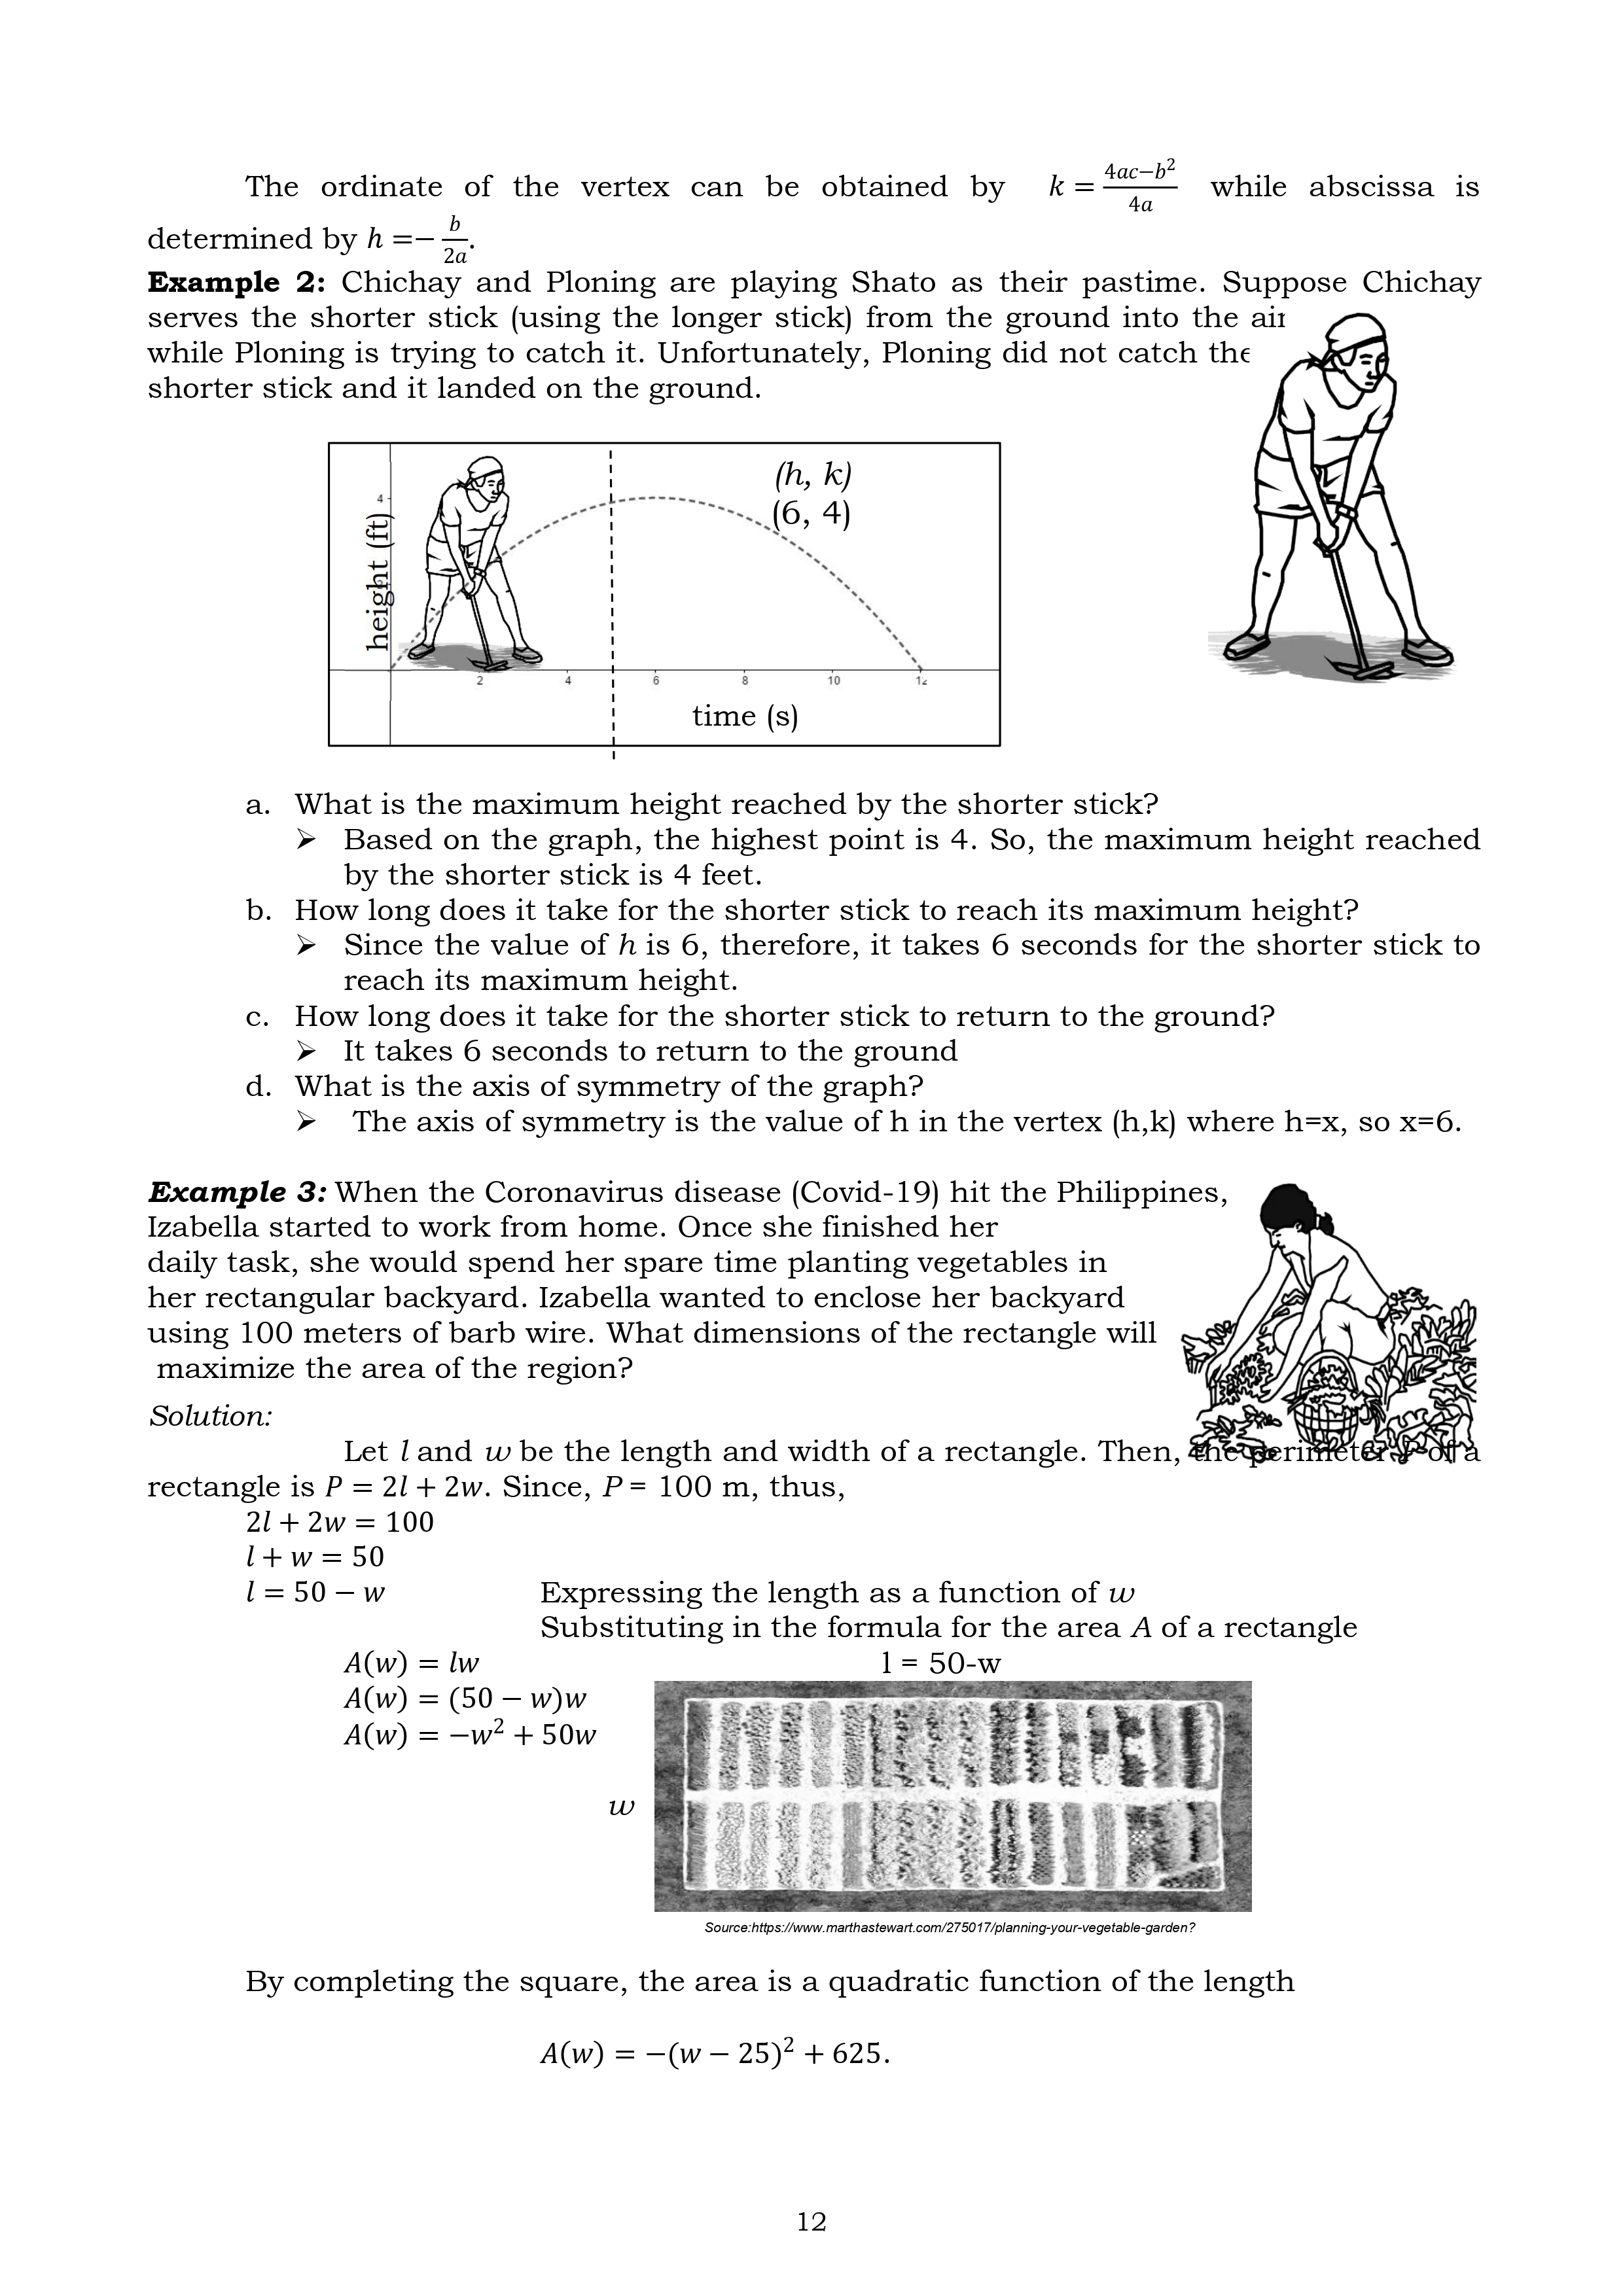 The ordinate of the vertex can be obtained by k = (4ac−b²)/(4a) while abscissa is
determined by h =− b/(2a).
Example 2: Chichay and Ploning are playing Shato as their pastime. Suppose Chichay
serves the shorter stick (using the longer stick) from the ground into the air
while Ploning is trying to catch it. Unfortunately, Ploning did not catch the
shorter stick and it landed on the ground.
(h, k)
(6, 4)
4
height (ft)
2 4 6 8 10 12
time (s)
a. What is the maximum height reached by the shorter stick?
➢ Based on the graph, the highest point is 4. So, the maximum height reached
by the shorter stick is 4 feet.
b. How long does it take for the shorter stick to reach its maximum height?
➢ Since the value of h is 6, therefore, it takes 6 seconds for the shorter stick to
reach its maximum height.
c. How long does it take for the shorter stick to return to the ground?
➢ It takes 6 seconds to return to the ground
d. What is the axis of symmetry of the graph?
➢ The axis of symmetry is the value of h in the vertex (h,k) where h=x, so x=6.
Example 3: When the Coronavirus disease (Covid-19) hit the Philippines,
Izabella started to work from home. Once she finished her
daily task, she would spend her spare time planting vegetables in
her rectangular backyard. Izabella wanted to enclose her backyard
using 100 meters of barb wire. What dimensions of the rectangle will
maximize the area of the region?
Solution:
Let l and w be the length and width of a rectangle. Then, the perimeter of a
rectangle is P = 2l + 2w. Since, P = 100 m, thus,
2l + 2w = 100
l + w = 50
l = 50 − w Expressing the length as a function of w
Substituting in the formula for the area A of a rectangle
A(w) = lw l = 50-w
A(w) = (50 − w)w
A(w) = −w² + 50w
w
Source:https://www.marthastewart.com/275017/planning-your-vegetable-garden?
By completing the square, the area is a quadratic function of the length
A(w) = −(w − 25)² + 625.
12